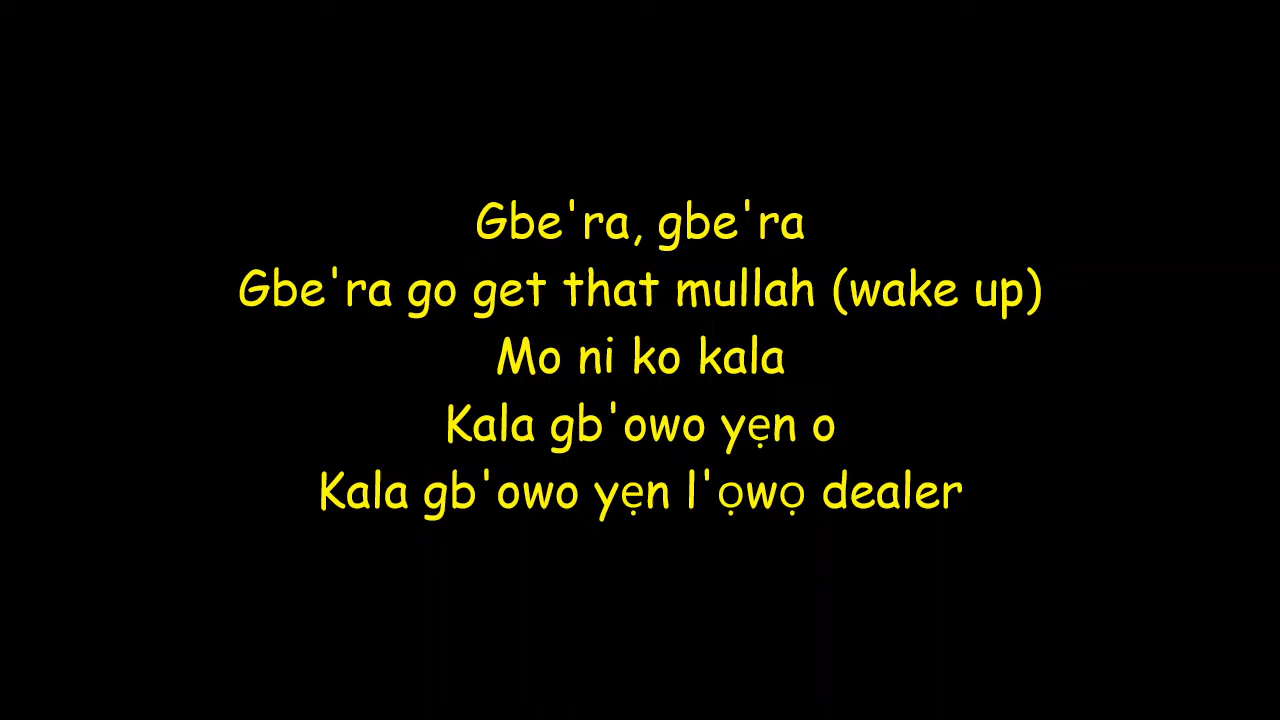 Gbe'ra, gbe'ra
Gbe'ra go get that mullah (wake up)
Mo ni ko kala
Kala gb'owo yẹn o
Kala gb'owo yẹn l'ọwọ dealer